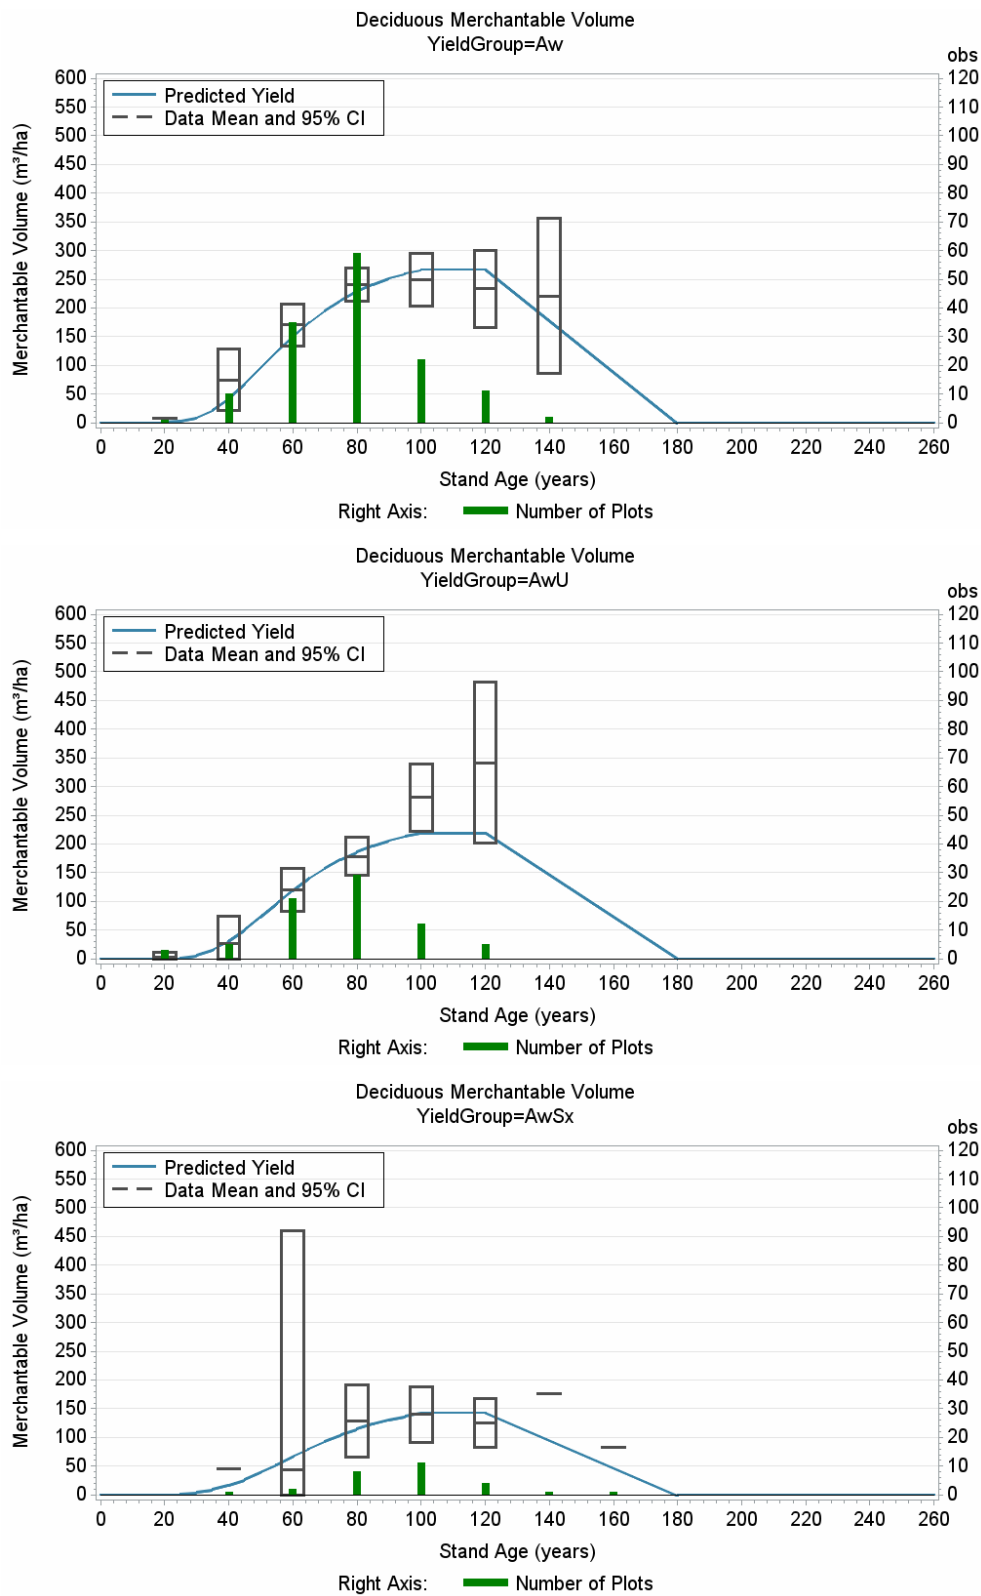 Deciduous Merchantable Volume
YieldGroup=Aw
obs
Merchantable Volume (m³/ha)
Predicted Yield
Data Mean and 95% CI
600 120
550 110
500 100
450 90
400 80
350 70
300 60
250 50
200 40
150 30
100 20
50 10
0 0
0 20 40 60 80 100 120 140 160 180 200 220 240 260
Stand Age (years)
Right Axis: Number of Plots
Deciduous Merchantable Volume
YieldGroup=AwU
obs
Merchantable Volume (m³/ha)
Predicted Yield
Data Mean and 95% CI
600 120
550 110
500 100
450 90
400 80
350 70
300 60
250 50
200 40
150 30
100 20
50 10
0 0
0 20 40 60 80 100 120 140 160 180 200 220 240 260
Stand Age (years)
Right Axis: Number of Plots
Deciduous Merchantable Volume
YieldGroup=AwSx
obs
Merchantable Volume (m³/ha)
Predicted Yield
Data Mean and 95% CI
600 120
550 110
500 100
450 90
400 80
350 70
300 60
250 50
200 40
150 30
100 20
50 10
0 0
0 20 40 60 80 100 120 140 160 180 200 220 240 260
Stand Age (years)
Right Axis: Number of Plots